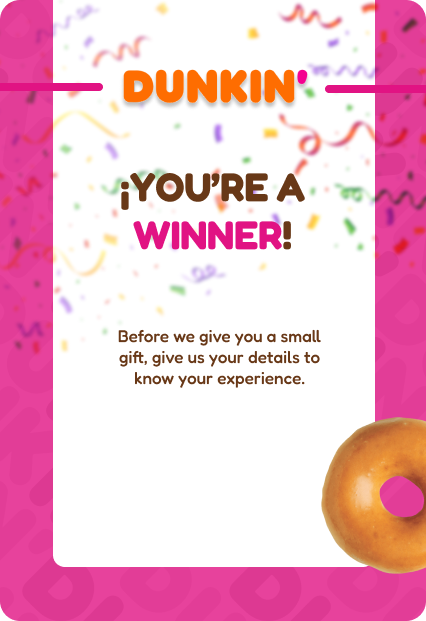 DUNKIN'
¡YOU’RE A
WINNER!
Before we give you a small
gift, give us your details to
know your experience.